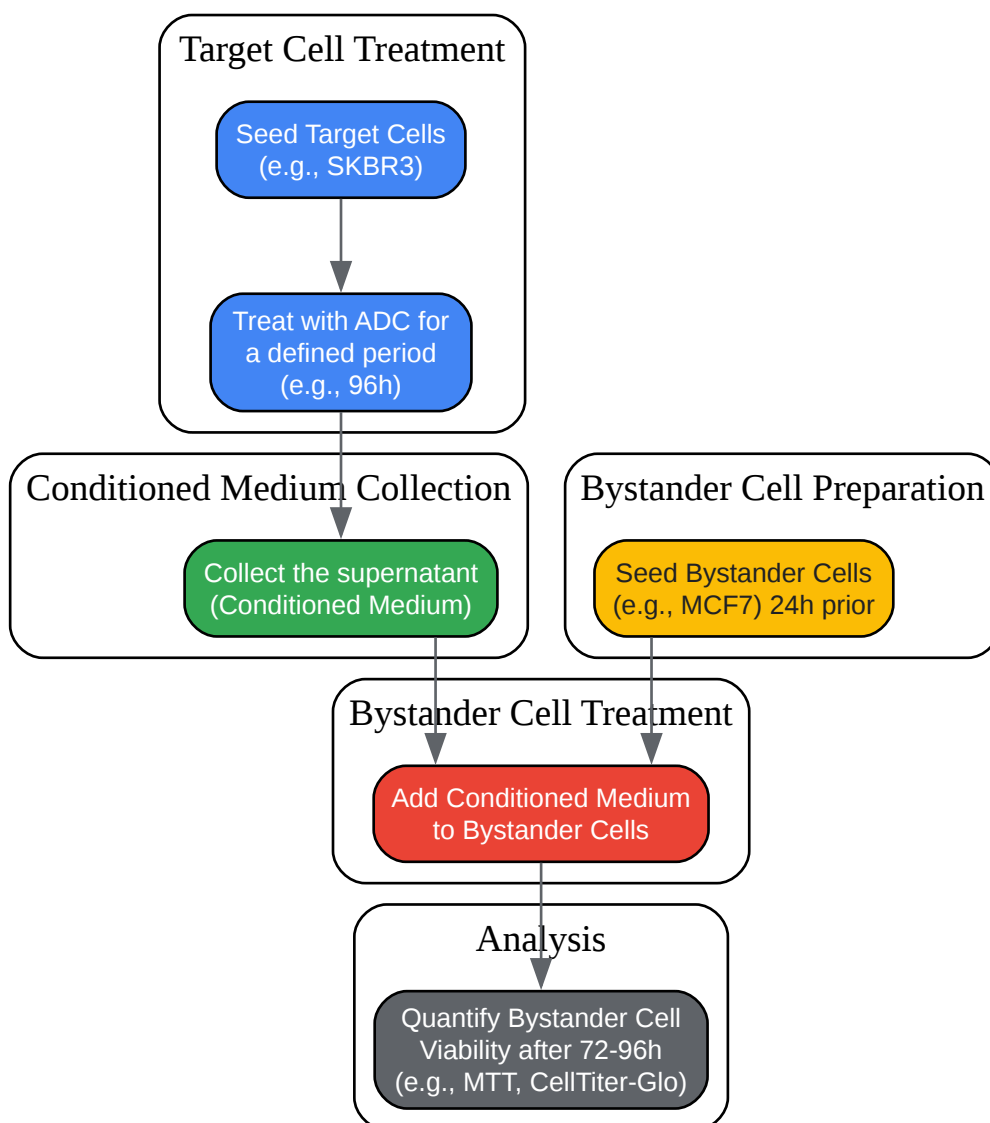 Target Cell Treatment
Seed Target Cells
(e.g., SKBR3)
Treat with ADC for
a defined period
(e.g., 96h)
Conditioned Medium Collection
Collect the supernatant
(Conditioned Medium)
Bystander Cell Preparation
Seed Bystander Cells
(e.g., MCF7) 24h prior
Bystander Cell Treatment
Add Conditioned Medium
to Bystander Cells
Analysis
Quantify Bystander Cell
Viability after 72-96h
(e.g., MTT, CellTiter-Glo)